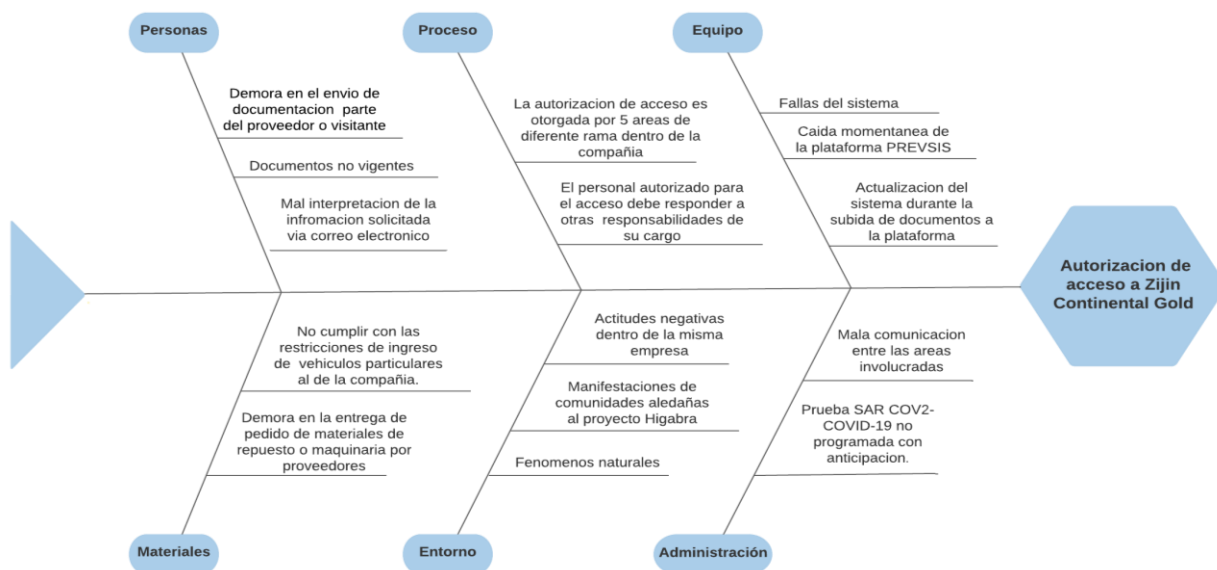 Personas
Proceso
Equipo
Demora en el envio de
documentacion parte
del proveedor o visitante
Documentos no vigentes
Mal interpretacion de la
infromacion solicitada
via correo electronico
La autorizacion de acceso es
otorgada por 5 areas de
diferente rama dentro de la
compañia
El personal autorizado para
el acceso debe responder a
otras responsabilidades de
su cargo
Fallas del sistema
Caida momentanea de
la plataforma PREVSIS
Actualizacion del
sistema durante la
subida de documentos a
la plataforma
Autorizacion de
acceso a Zijin
Continental Gold
No cumplir con las
restricciones de ingreso
de vehiculos particulares
al de la compañia.
Demora en la entrega de
pedido de materiales de
repuesto o maquinaria por
proveedores
Actitudes negativas
dentro de la misma
empresa
Manifestaciones de
comunidades aledañas
al proyecto Higabra
Fenomenos naturales
Mala comunicacion
entre las areas
involucradas
Prueba SAR COV2-
COVID-19 no
programada con
anticipacion.
Materiales
Entorno
Administración